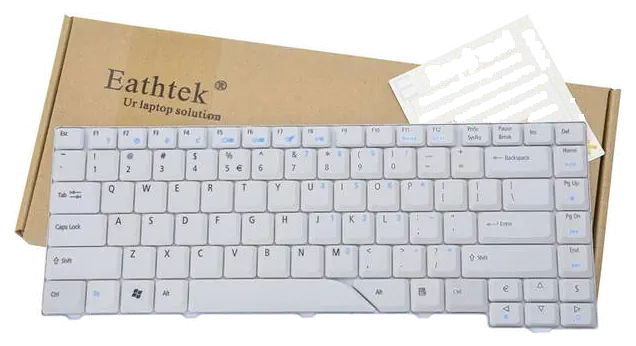 Eathtek®
Ur laptop solution
Esc F1 F2 F3 F4 F5 F6 F7 F8 F9 F10 F11 F12 PrtSc SysRq Pause Break Ins Del
~ ! 1 @ 2 # 3 $ 4 % 5 € ^ 6 & 7 * 8 ( 9 ) 0 _ - + = ← Backspace Home
Tab Q W E R T Y U I O P { [ } ] | \ Pg Up
Caps Lock A S D F G H J K L : ; " ' ← Enter Pg Dn
⇧ Shift Z X C V B N M < , > . ? / ⇧ Shift End
Ctrl Alt Alt Ctrl € △ $
◁ ▽ ▷